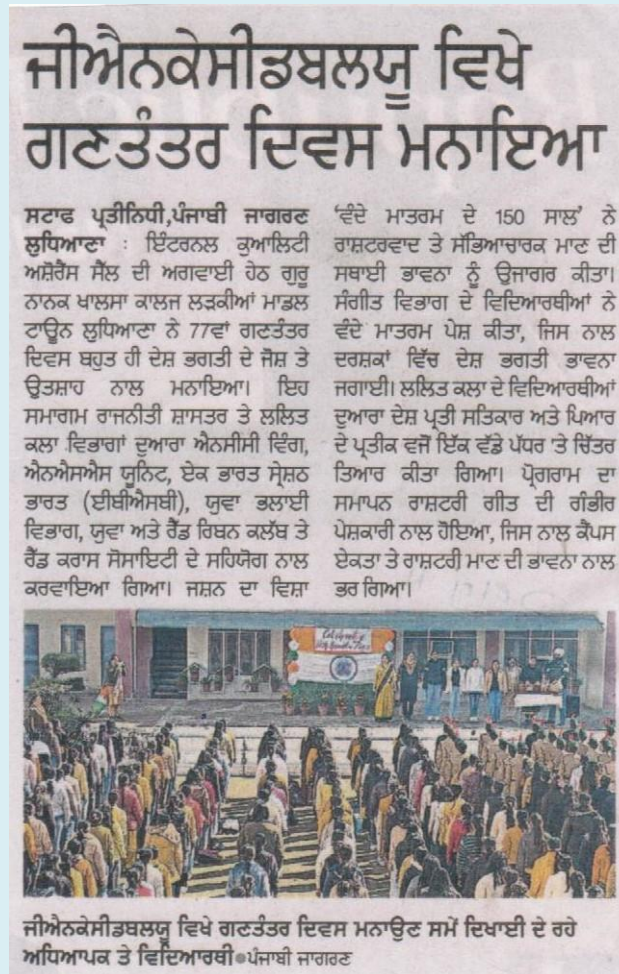 ਜੀਐਨਕੇਸੀਡਬਲਯੂ ਵਿਖੇ
ਗਣਤੰਤਰ ਦਿਵਸ ਮਨਾਇਆ
ਸਟਾਫ ਪ੍ਰਤੀਨਿਧੀ,ਪੰਜਾਬੀ ਜਾਗਰਣ
ਲੁਧਿਆਣਾ : ਇੰਟਰਨਲ ਕੁਆਲਿਟੀ
ਅਸ਼ੋਰੈਂਸ ਸੈੱਲ ਦੀ ਅਗਵਾਈ ਹੇਠ ਗੁਰੂ
ਨਾਨਕ ਖਾਲਸਾ ਕਾਲਜ ਲੜਕੀਆਂ ਮਾਡਲ
ਟਾਊਨ ਲੁਧਿਆਣਾ ਨੇ 77ਵਾਂ ਗਣਤੰਤਰ
ਦਿਵਸ ਬਹੁਤ ਹੀ ਦੇਸ਼ ਭਗਤੀ ਦੇ ਜੋਸ਼ ਤੇ
ਉਤਸ਼ਾਹ ਨਾਲ ਮਨਾਇਆ। ਇਹ
ਸਮਾਗਮ ਰਾਜਨੀਤੀ ਸ਼ਾਸਤਰ ਤੇ ਲਲਿਤ
ਕਲਾ ਵਿਭਾਗਾਂ ਦੁਆਰਾ ਐਨਸੀਸੀ ਵਿੰਗ,
ਐਨਐਸਐਸ ਯੂਨਿਟ, ਏਕ ਭਾਰਤ ਸ੍ਰੇਸ਼ਠ
ਭਾਰਤ (ਈਬੀਐਸਬੀ), ਯੁਵਾ ਭਲਾਈ
ਵਿਭਾਗ, ਯੁਵਾ ਅਤੇ ਰੈੱਡ ਰਿਬਨ ਕਲੱਬ ਤੇ
ਰੈੱਡ ਕਰਾਸ ਸੋਸਾਇਟੀ ਦੇ ਸਹਿਯੋਗ ਨਾਲ
ਕਰਵਾਇਆ ਗਿਆ। ਜਸ਼ਨ ਦਾ ਵਿਸ਼ਾ
'ਵੰਦੇ ਮਾਤਰਮ ਦੇ 150 ਸਾਲ' ਨੇ
ਰਾਸ਼ਟਰਵਾਦ ਤੇ ਸੱਭਿਆਚਾਰਕ ਮਾਣ ਦੀ
ਸਥਾਈ ਭਾਵਨਾ ਨੂੰ ਉਜਾਗਰ ਕੀਤਾ।
ਸੰਗੀਤ ਵਿਭਾਗ ਦੇ ਵਿਦਿਆਰਥੀਆਂ ਨੇ
ਵੰਦੇ ਮਾਤਰਮ ਪੇਸ਼ ਕੀਤਾ, ਜਿਸ ਨਾਲ
ਦਰਸ਼ਕਾਂ ਵਿੱਚ ਦੇਸ਼ ਭਗਤੀ ਭਾਵਨਾ
ਜਗਾਈ। ਲਲਿਤ ਕਲਾ ਦੇ ਵਿਦਿਆਰਥੀਆਂ
ਦੁਆਰਾ ਦੇਸ਼ ਪ੍ਰਤੀ ਸਤਿਕਾਰ ਅਤੇ ਪਿਆਰ
ਦੇ ਪ੍ਰਤੀਕ ਵਜੋਂ ਇੱਕ ਵੱਡੇ ਪੱਧਰ 'ਤੇ ਚਿੱਤਰ
ਤਿਆਰ ਕੀਤਾ ਗਿਆ। ਪ੍ਰੋਗਰਾਮ ਦਾ
ਸਮਾਪਨ ਰਾਸ਼ਟਰੀ ਗੀਤ ਦੀ ਗੰਭੀਰ
ਪੇਸ਼ਕਾਰੀ ਨਾਲ ਹੋਇਆ, ਜਿਸ ਨਾਲ ਕੈਂਪਸ
ਏਕਤਾ ਤੇ ਰਾਸ਼ਟਰੀ ਮਾਣ ਦੀ ਭਾਵਨਾ ਨਾਲ
ਭਰ ਗਿਆ।
ਜੀਐਨਕੇਸੀਡਬਲਯੂ ਵਿਖੇ ਗਣਤੰਤਰ ਦਿਵਸ ਮਨਾਉਣ ਸਮੇਂ ਦਿਖਾਈ ਦੇ ਰਹੇ
ਅਧਿਆਪਕ ਤੇ ਵਿਦਿਆਰਥੀ●ਪੰਜਾਬੀ ਜਾਗਰਣ